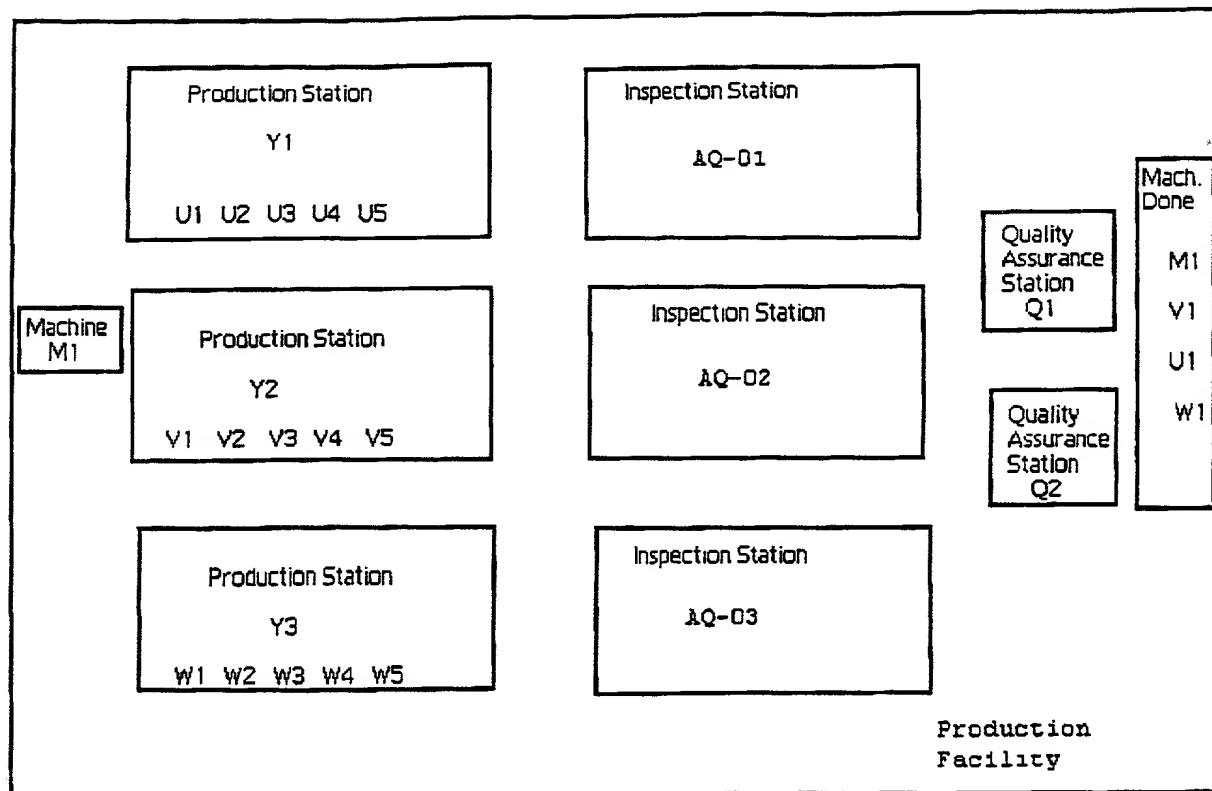 Production Station
Y1
U1 U2 U3 U4 U5
Inspection Station
AQ-01
Mach.
Done
M1
V1
U1
W1
Quality
Assurance
Station
Q1
Machine
M1
Production Station
Y2
V1 V2 V3 V4 V5
Inspection Station
AQ-02
Quality
Assurance
Station
Q2
Production Station
Y3
W1 W2 W3 W4 W5
Inspection Station
AQ-03
Production
Facility